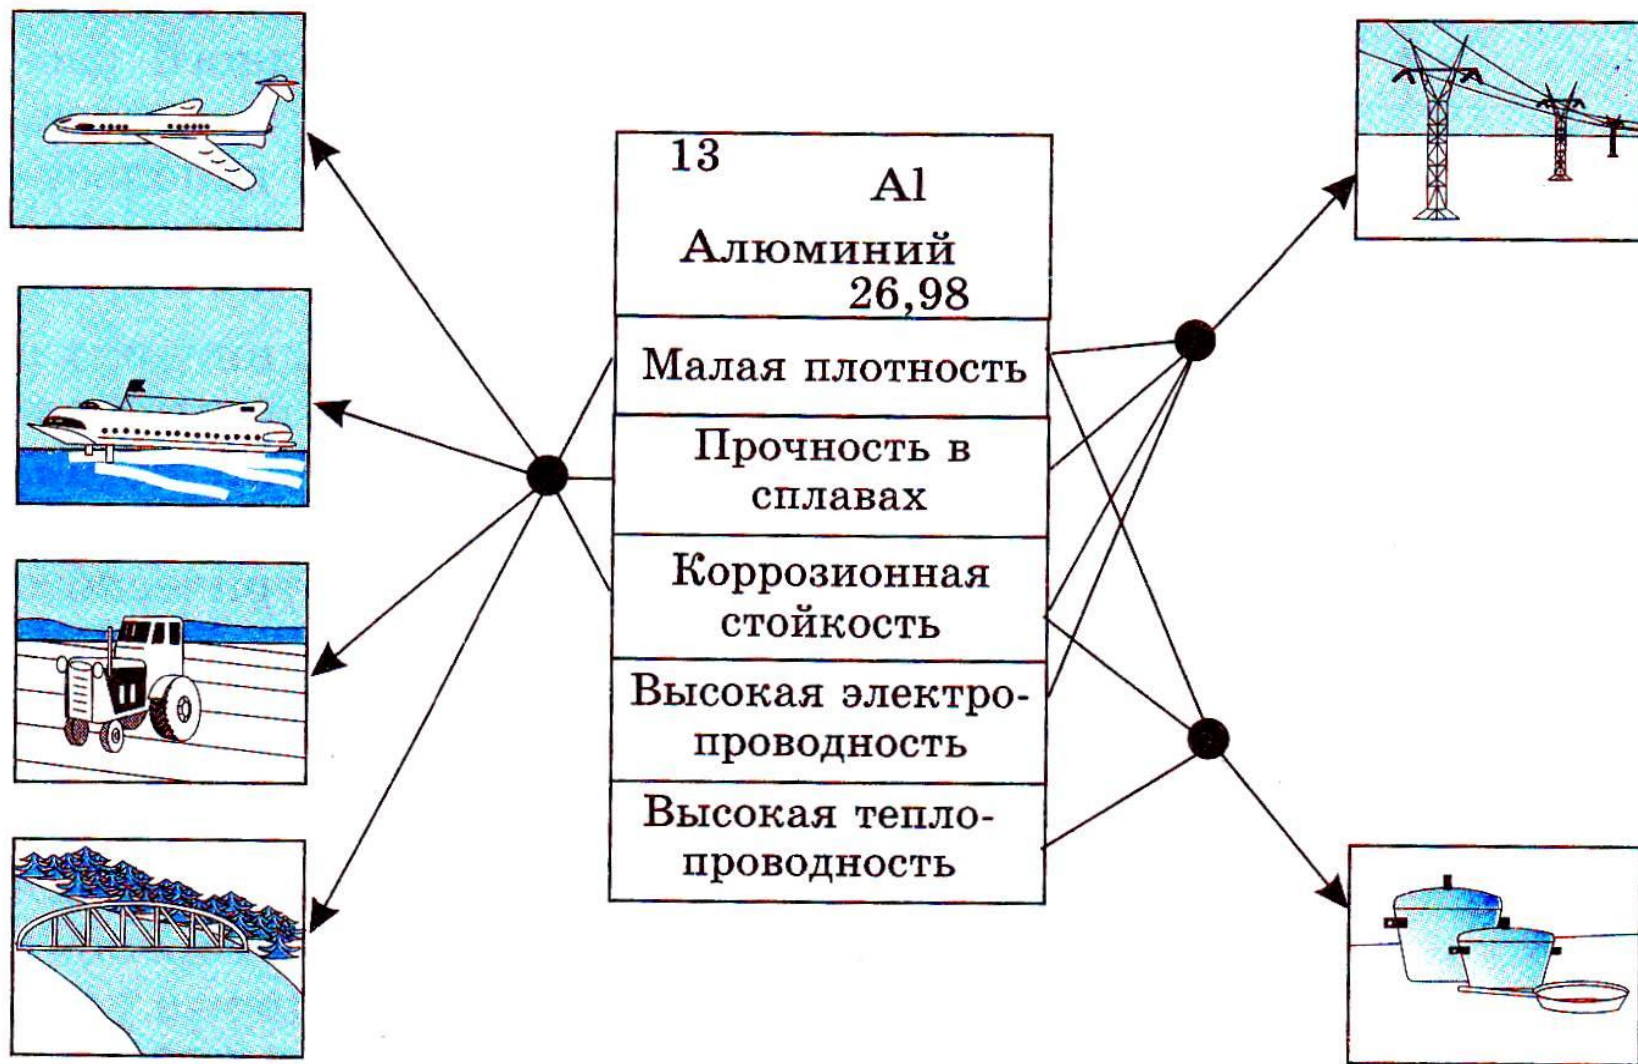 13
Al
Алюминий
26,98
Малая плотность
Прочность в
сплавах
Коррозионная
стойкость
Высокая электро-
проводность
Высокая тепло-
проводность